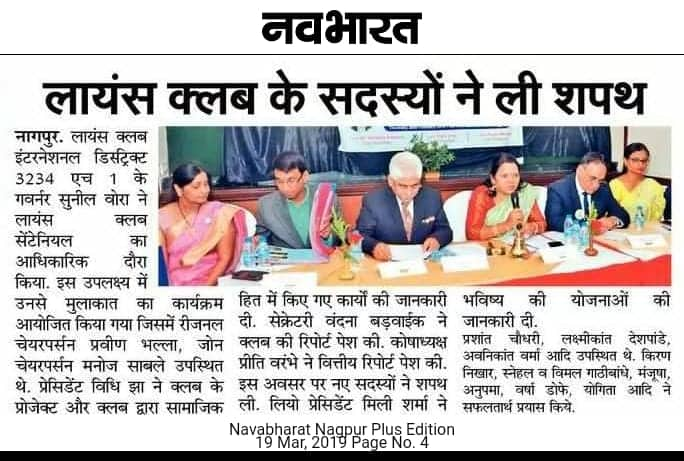 नवभारत
लायंस क्लब के सदस्यों ने ली शपथ
नागपुर. लायंस क्लब
इंटरनेशनल डिस्ट्रिक्ट
3234 एच 1 के
गवर्नर सुनील वोरा ने
लायंस क्लब
सेंटेनियल का
आधिकारिक दौरा
किया. इस उपलक्ष्य में
उनसे मुलाकात का कार्यक्रम
आयोजित किया गया जिसमें रीजनल
चेयरपर्सन प्रवीण भल्ला, जोन
चेयरपर्सन मनोज साबले उपस्थित
थे. प्रेसिडेंट विधि झा ने क्लब के
प्रोजेक्ट और क्लब द्वारा सामाजिक
हित में किए गए कार्यों की जानकारी
दी. सेक्रेटरी वंदना बड़वाईक ने
क्लब की रिपोर्ट पेश की. कोषाध्यक्ष
प्रीति वरंभे ने वित्तीय रिपोर्ट पेश की.
इस अवसर पर नए सदस्यों ने शपथ
ली. लियो प्रेसिडेंट मिली शर्मा ने
भविष्य की योजनाओं की
जानकारी दी.
प्रशांत चौधरी, लक्ष्मीकांत देशपांडे,
अवनिकांत वर्मा आदि उपस्थित थे. किरण
निखार, स्नेहल व विमल गाठीबांधे, मंजूषा,
अनुपमा, वर्षा डोफे, योगिता आदि ने
सफलतार्थ प्रयास किये.
Navabharat Nagpur Plus Edition
19 Mar, 2019 Page No. 4